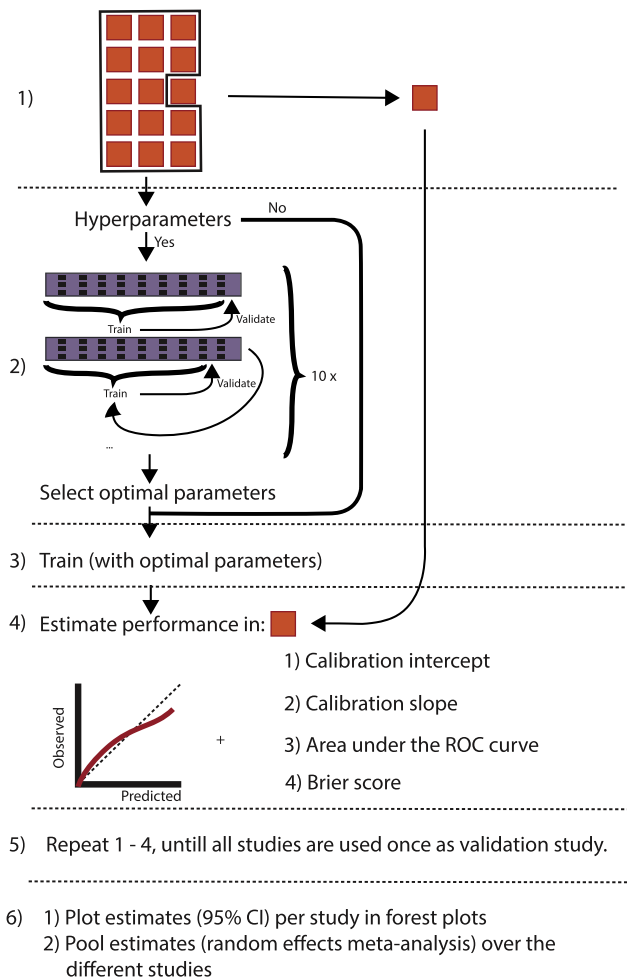 1)
Hyperparameters
No
Yes
Validate
Train
2)
Validate
Train
10 x
...
Select optimal parameters
3) Train (with optimal parameters)
4) Estimate performance in:
1) Calibration intercept
2) Calibration slope
3) Area under the ROC curve
4) Brier score
Observed
+
Predicted
5) Repeat 1 - 4, untill all studies are used once as validation study.
6) 1) Plot estimates (95% CI) per study in forest plots
2) Pool estimates (random effects meta-analysis) over the
different studies